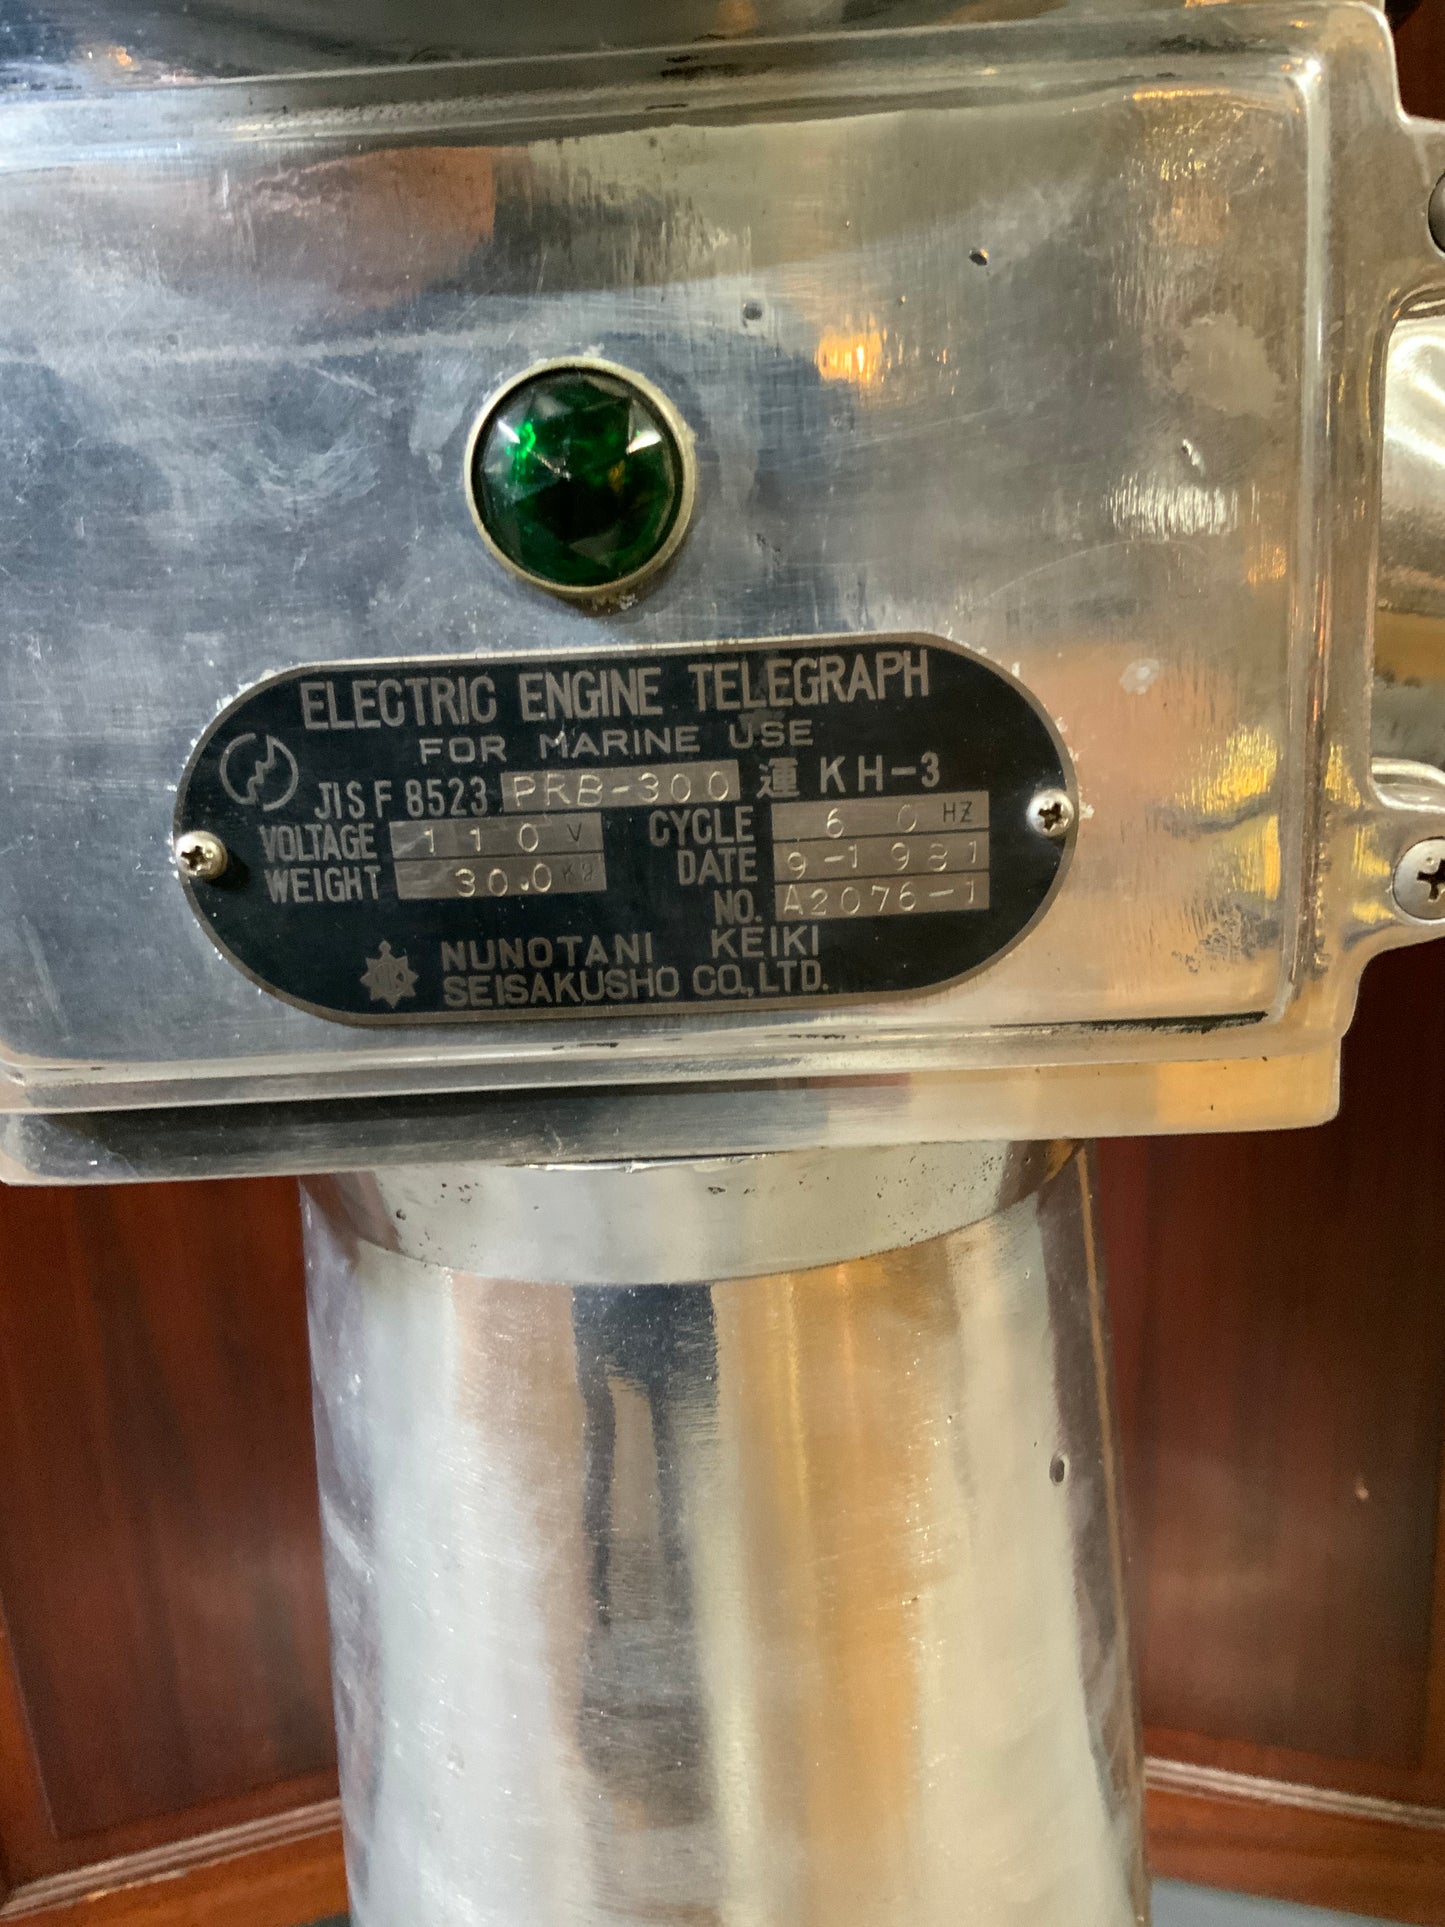 ELECTRIC ENGINE TELEGRAPH
FOR MARINE USE
JIS F 8523 PRB-300 運 KH-3
VOLTAGE 110 V CYCLE 60 HZ
WEIGHT 30.0 Kg DATE 9-1981
NO. A2076-1
NUNOTANI KEIKI
SEISAKUSHO CO., LTD.